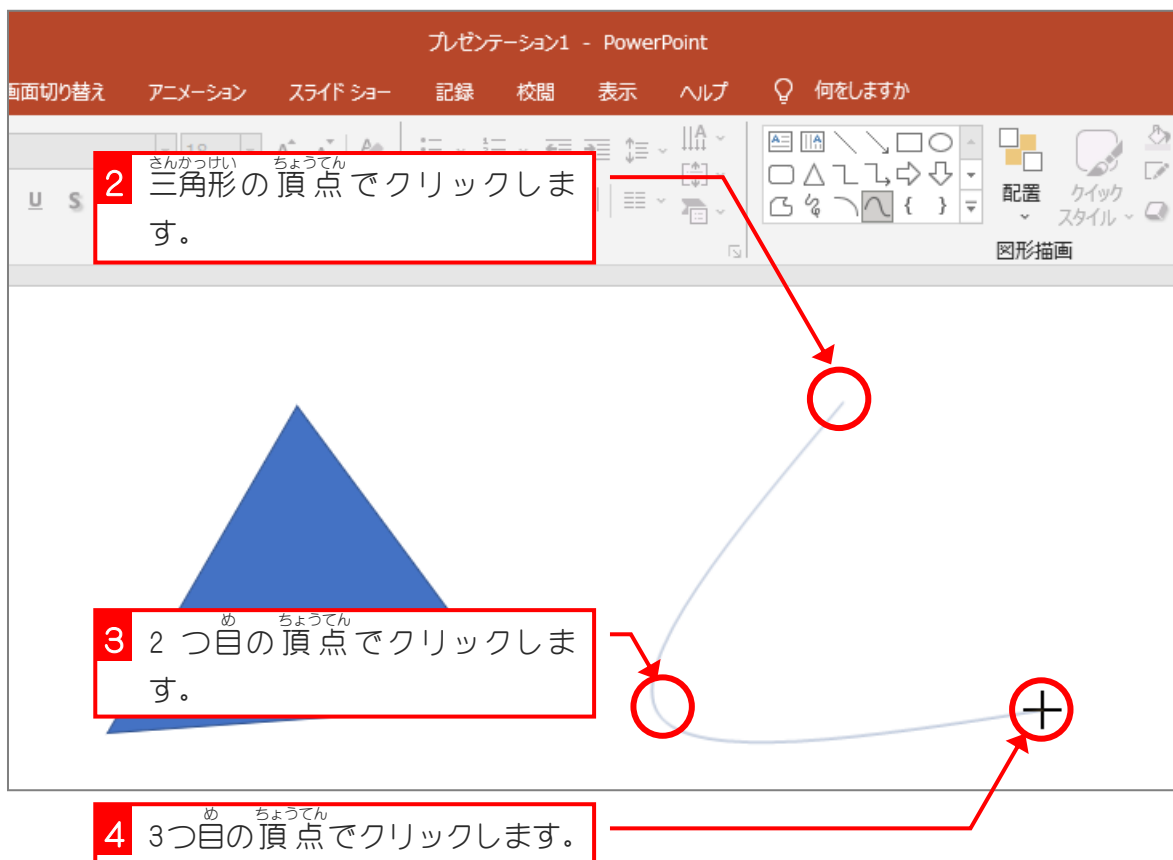 プレゼンテーション1 - PowerPoint
画面切り替え アニメーション スライド ショー 記録 校閲 表示 ヘルプ 何をしますか
さんかっけい ちょうてん
2 三角形の頂点でクリックしま
す。
U S
配置
クイック
スタイル
図形描画
め ちょうてん
3 2 つ目の頂点でクリックしま
す。
め ちょうてん
4 3つ目の頂点でクリックします。